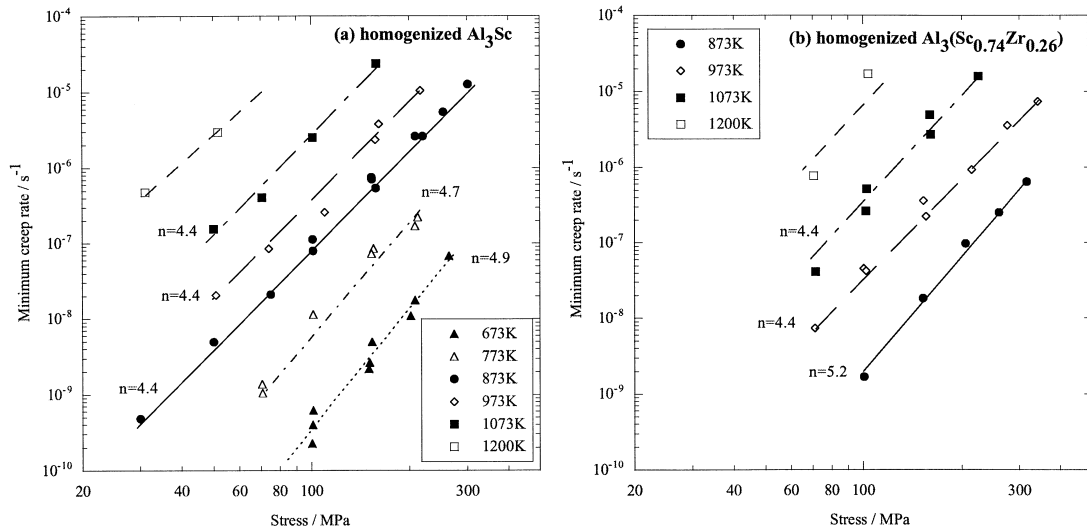 (a) homogenized Al₃Sc
10⁻⁴
10⁻⁵
10⁻⁶
10⁻⁷
10⁻⁸
10⁻⁹
10⁻¹⁰
Minimum creep rate / s⁻¹
n=4.7
n=4.4
n=4.9
n=4.4
n=4.4
673K
773K
873K
973K
1073K
1200K
20
40
60
80
100
300
Stress / MPa
(b) homogenized Al₃(Sc₀.₇₄Zr₀.₂₆)
873K
973K
1073K
1200K
10⁻⁴
10⁻⁵
10⁻⁶
10⁻⁷
10⁻⁸
10⁻⁹
10⁻¹⁰
Minimum creep rate / s⁻¹
n=4.4
n=4.4
n=5.2
20
40
60
80
100
300
Stress / MPa